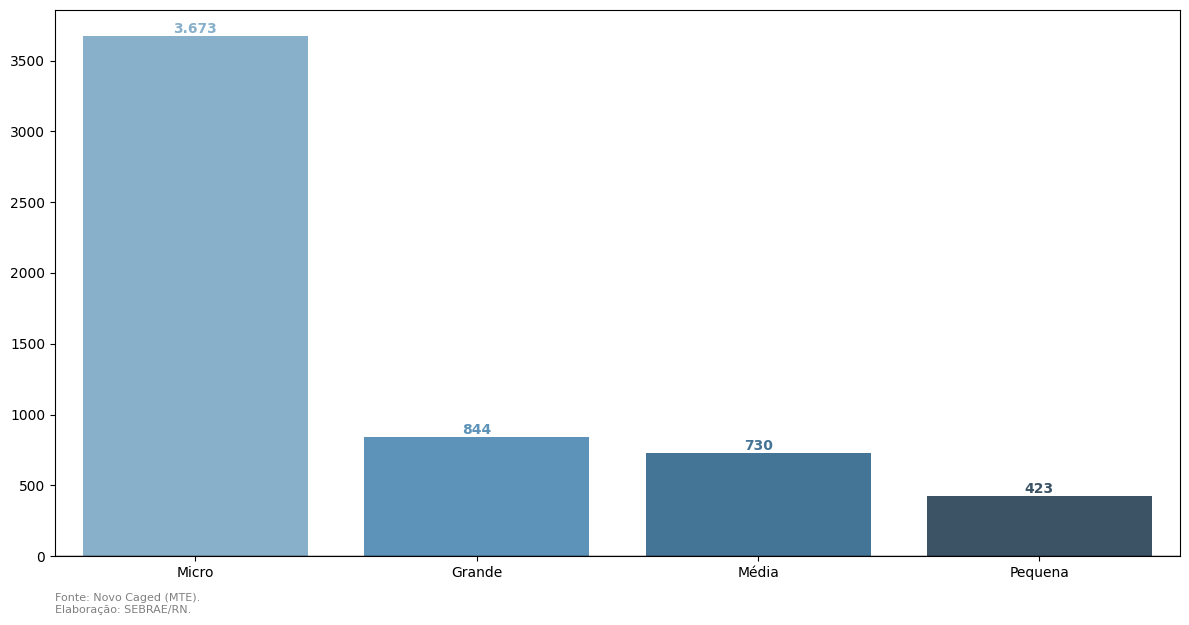 3.673
3500
3000
2500
2000
1500
1000
844
730
500
423
0
Micro
Grande
Média
Pequena
Fonte: Novo Caged (MTE).
Elaboração: SEBRAE/RN.